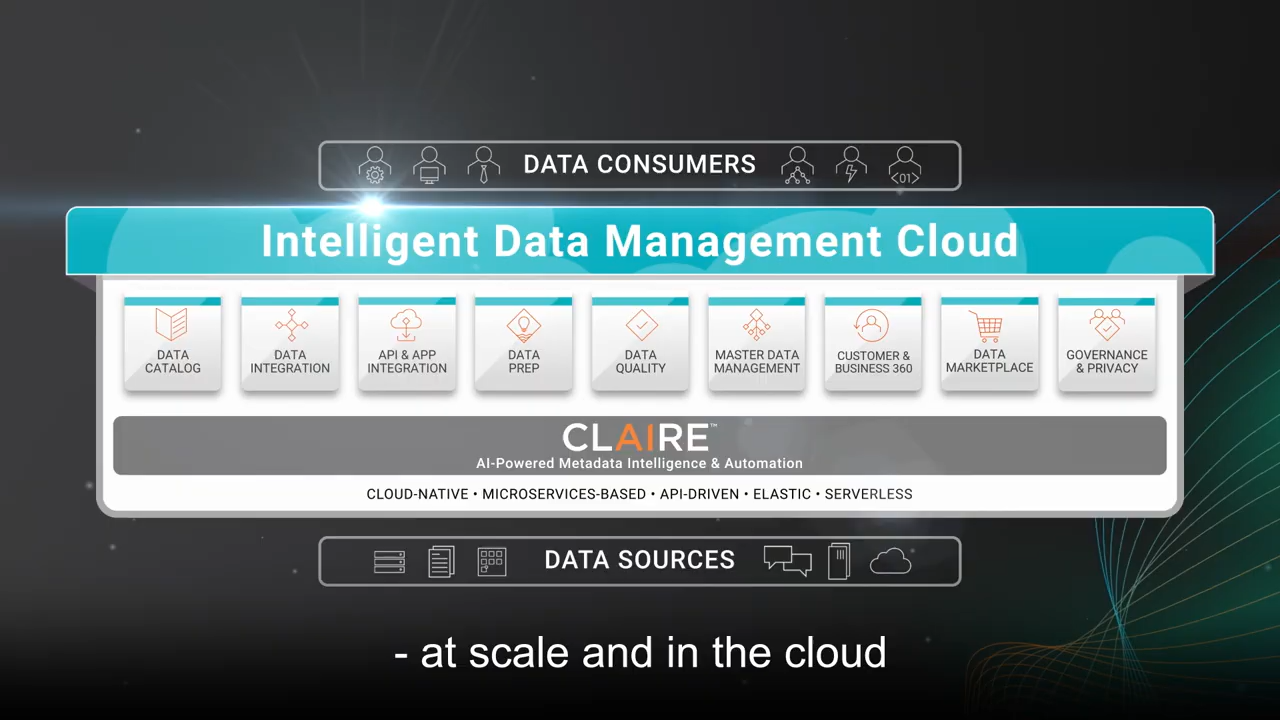 DATA CONSUMERS
<01>
Intelligent Data Management Cloud
DATA
CATALOG
DATA
INTEGRATION
API & APP
INTEGRATION
DATA
PREP
DATA
QUALITY
MASTER DATA
MANAGEMENT
CUSTOMER &
BUSINESS 360
DATA
MARKETPLACE
GOVERNANCE
& PRIVACY
CLAIRE™
AI-Powered Metadata Intelligence & Automation
CLOUD-NATIVE • MICROSERVICES-BASED • API-DRIVEN • ELASTIC • SERVERLESS
DATA SOURCES
- at scale and in the cloud